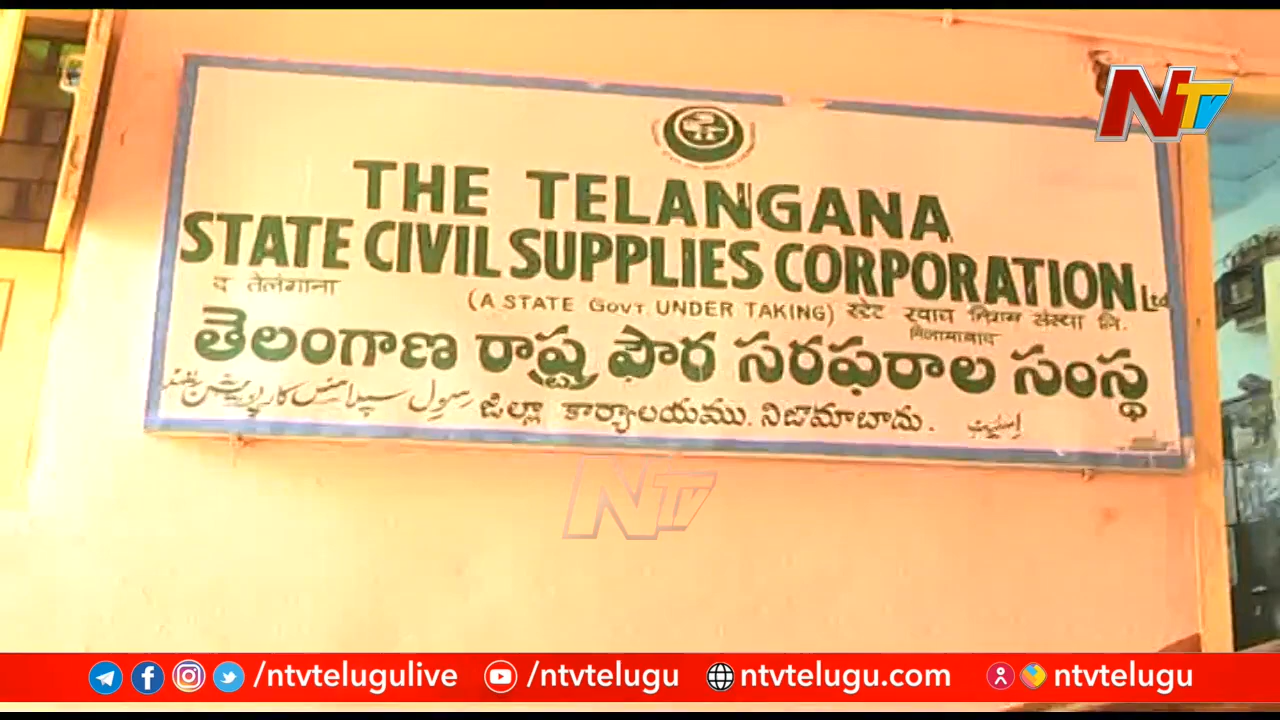 NTV
THE TELANGANA
STATE CIVIL SUPPLIES CORPORATION Ltd
द तेलंगाना
(A STATE GOVT. UNDER TAKING) स्टेट
संस्था लि.
తెలంగాణ రాష్ట్ర పౌర సరఫరాల సంస్థ
జిల్లా కార్యాలయము. నిజామాబాదు.
NTV
/ntvtelugulive /ntvtelugu ntvtelugu.com ntvtelugu